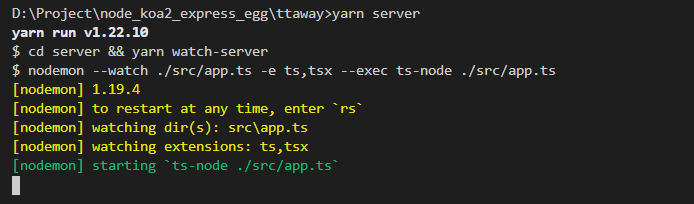 D:\Project\node_koa2_express_egg\ttaway>yarn server
yarn run v1.22.10
$ cd server && yarn watch-server
$ nodemon --watch ./src/app.ts -e ts,tsx --exec ts-node ./src/app.ts
[nodemon] 1.19.4
[nodemon] to restart at any time, enter `rs`
[nodemon] watching dir(s): src\app.ts
[nodemon] watching extensions: ts,tsx
[nodemon] starting `ts-node ./src/app.ts`